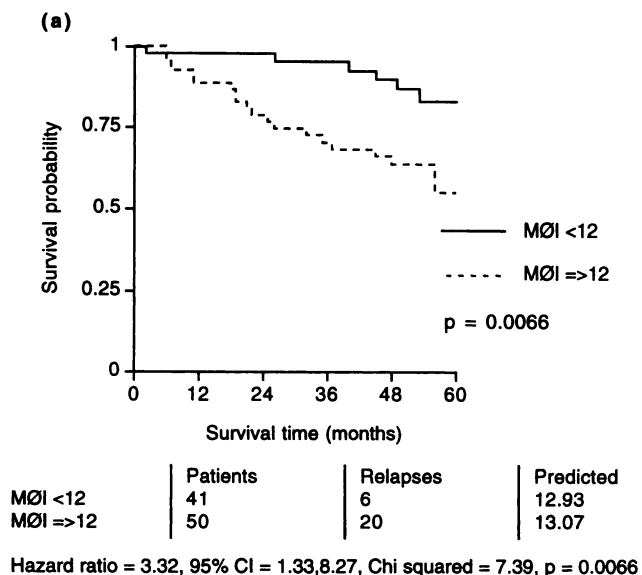 (a)
1
0.75
0.5
0.25
0
Survival probability
0 12 24 36 48 60
Survival time (months)
MØI <12
MØI =>12
p = 0.0066
Patients Relapses Predicted
MØI <12 41 6 12.93
MØI =>12 50 20 13.07
Hazard ratio = 3.32, 95% CI = 1.33,8.27, Chi squared = 7.39, p = 0.0066